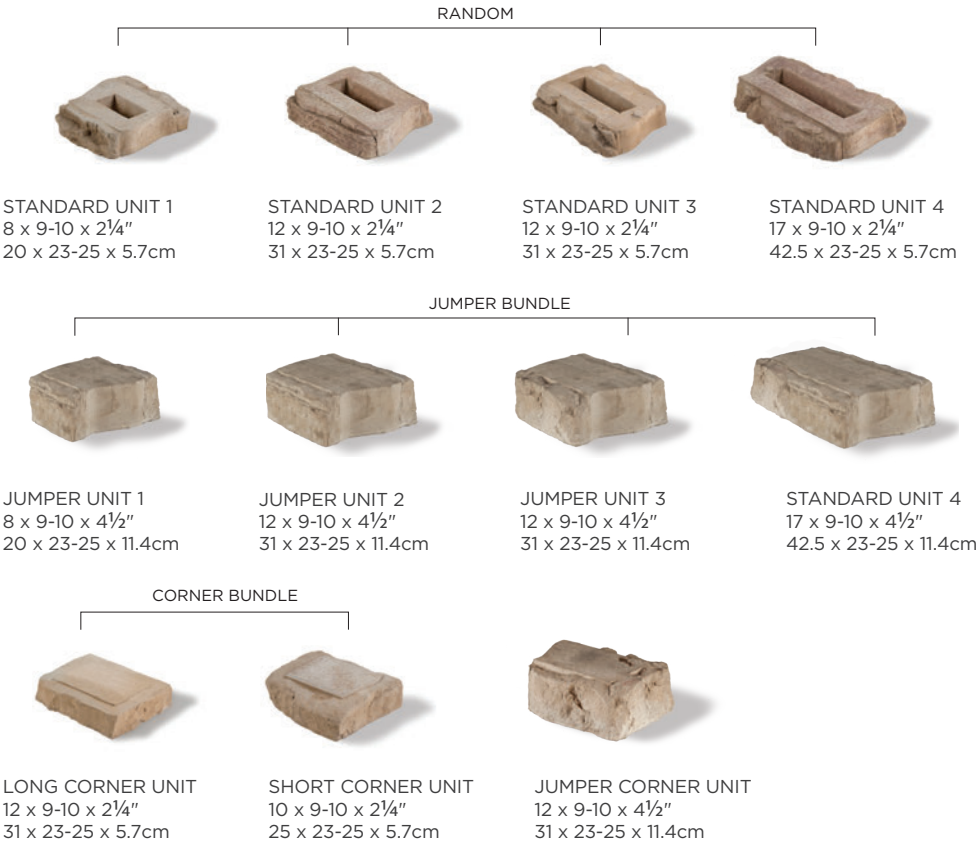 RANDOM
STANDARD UNIT 1
8 x 9-10 x 2¼"
20 x 23-25 x 5.7cm
STANDARD UNIT 2
12 x 9-10 x 2¼"
31 x 23-25 x 5.7cm
STANDARD UNIT 3
12 x 9-10 x 2¼"
31 x 23-25 x 5.7cm
STANDARD UNIT 4
17 x 9-10 x 2¼"
42.5 x 23-25 x 5.7cm
JUMPER BUNDLE
JUMPER UNIT 1
8 x 9-10 x 4½"
20 x 23-25 x 11.4cm
JUMPER UNIT 2
12 x 9-10 x 4½"
31 x 23-25 x 11.4cm
JUMPER UNIT 3
12 x 9-10 x 4½"
31 x 23-25 x 11.4cm
STANDARD UNIT 4
17 x 9-10 x 4½"
42.5 x 23-25 x 11.4cm
CORNER BUNDLE
LONG CORNER UNIT
12 x 9-10 x 2¼"
31 x 23-25 x 5.7cm
SHORT CORNER UNIT
10 x 9-10 x 2¼"
25 x 23-25 x 5.7cm
JUMPER CORNER UNIT
12 x 9-10 x 4½"
31 x 23-25 x 11.4cm